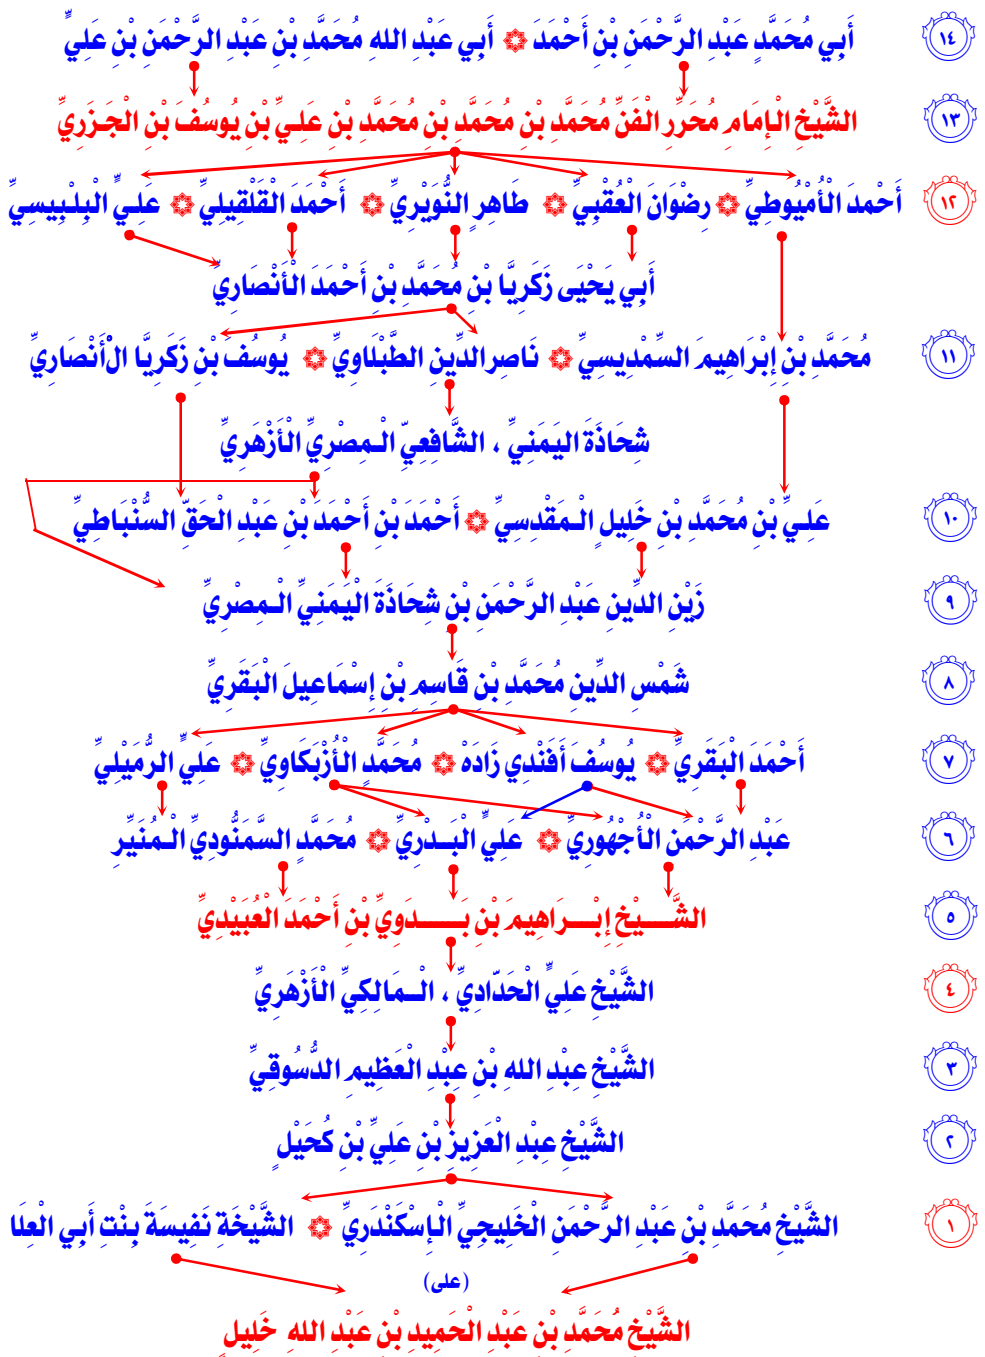 ١٤ أَبِي مُحَمَّدٍ عَبْدِ الرَّحْمَنِ بْنِ أَحْمَدَ ۞ أَبِي عَبْدِ اللهِ مُحَمَّدِ بْنِ عَبْدِ الرَّحْمَنِ بْنِ عَلِيٍّ
١٣ الشَّيْخِ الْإِمَامِ مُحَرِّرِ الْفَنِّ مُحَمَّدِ بْنِ مُحَمَّدِ بْنِ مُحَمَّدِ بْنِ عَلِيِّ بْنِ يُوسُفَ بْنِ الْجَزَرِيِّ
١٢ أَحْمَدَ الْأُمْيُوطِيِّ ۞ رِضْوَانَ الْعُقْبِيِّ ۞ طَاهِرِ النُّوَيْرِيِّ ۞ أَحْمَدَ الْقَلْقِيلِيِّ ۞ عَلِيٍّ الْبِلْبِيسِيِّ
أَبِي يَحْيَى زَكَرِيَّا بْنِ مُحَمَّدِ بْنِ أَحْمَدَ الْأَنْصَارِيِّ
١١ مُحَمَّدِ بْنِ إِبْرَاهِيمَ السِّمْدِيسِيِّ ۞ نَاصِرِ الدِّينِ الطَّبْلَاوِيِّ ۞ يُوسُفَ بْنِ زَكَرِيَّا الْأَنْصَارِيِّ
شِحَاذَةَ اليَمَنِيِّ ، الشَّافِعِيِّ الْمِصْرِيِّ الْأَزْهَرِيِّ
١٠ عَلِيِّ بْنِ مُحَمَّدِ بْنِ خَلِيلٍ الْمَقْدِسِيِّ ۞ أَحْمَدَ بْنِ أَحْمَدَ بْنِ عَبْدِ الْحَقِّ السُّنْبَاطِيِّ
٩ زَيْنِ الدِّينِ عَبْدِ الرَّحْمَنِ بْنِ شِحَاذَةَ الْيَمَنِيِّ الْمِصْرِيِّ
٨ شَمْسِ الدِّينِ مُحَمَّدِ بْنِ قَاسِمِ بْنِ إِسْمَاعِيلَ الْبَقَرِيِّ
٧ أَحْمَدَ الْبَقَرِيِّ ۞ يُوسُفَ أَفَنْدِي زَادَهْ ۞ مُحَمَّدٍ الْأُزْبَكَاوِيِّ ۞ عَلِيٍّ الرُّمَيْلِيِّ
٦ عَبْدِ الرَّحْمَنِ الْأُجْهُورِيِّ ۞ عَلِيٍّ الْبَدْرِيِّ ۞ مُحَمَّدٍ السَّمَنُّودِيِّ الْمُنَيِّرِ
٥ الشَّيْخِ إِبْرَاهِيمَ بْنِ بَدَوِيِّ بْنِ أَحْمَدَ الْعُبَيْدِيِّ
٤ الشَّيْخِ عَلِيٍّ الْحَدَّادِيِّ ، الْمَالِكِيِّ الْأَزْهَرِيِّ
٣ الشَّيْخِ عِبْدِ اللهِ بْنِ عِبْدِ الْعَظِيمِ الدُّسُوقِيِّ
٢ الشَّيْخِ عِبْدِ الْعَزِيزِ بْنِ عَلِيِّ بْنِ كُحَيْلٍ
١ الشَّيْخِ مُحَمَّدِ بْنِ عَبْدِ الرَّحْمَنِ الْخَلِيجِيِّ الْإِسْكَنْدَرِيِّ ۞ الشَّيْخَةِ نَفِيسَةَ بِنْتِ أَبِي الْعِلَا
(على)
الشَّيْخِ مُحَمَّدِ بْنِ عَبْدِ الْحَمِيدِ بْنِ عَبْدِ اللهِ خَلِيلٍ